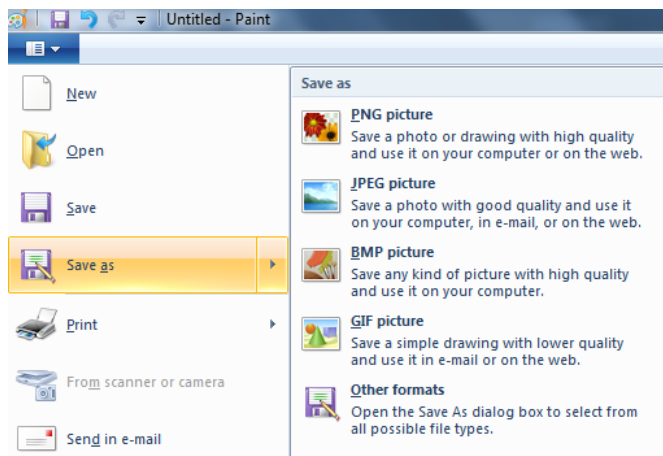 Untitled - Paint
New
Open
Save
Save as
Print
From scanner or camera
Send in e-mail
Save as
PNG picture
Save a photo or drawing with high quality
and use it on your computer or on the web.
JPEG picture
Save a photo with good quality and use it
on your computer, in e-mail, or on the web.
BMP picture
Save any kind of picture with high quality
and use it on your computer.
GIF picture
Save a simple drawing with lower quality
and use it in e-mail or on the web.
Other formats
Open the Save As dialog box to select from
all possible file types.